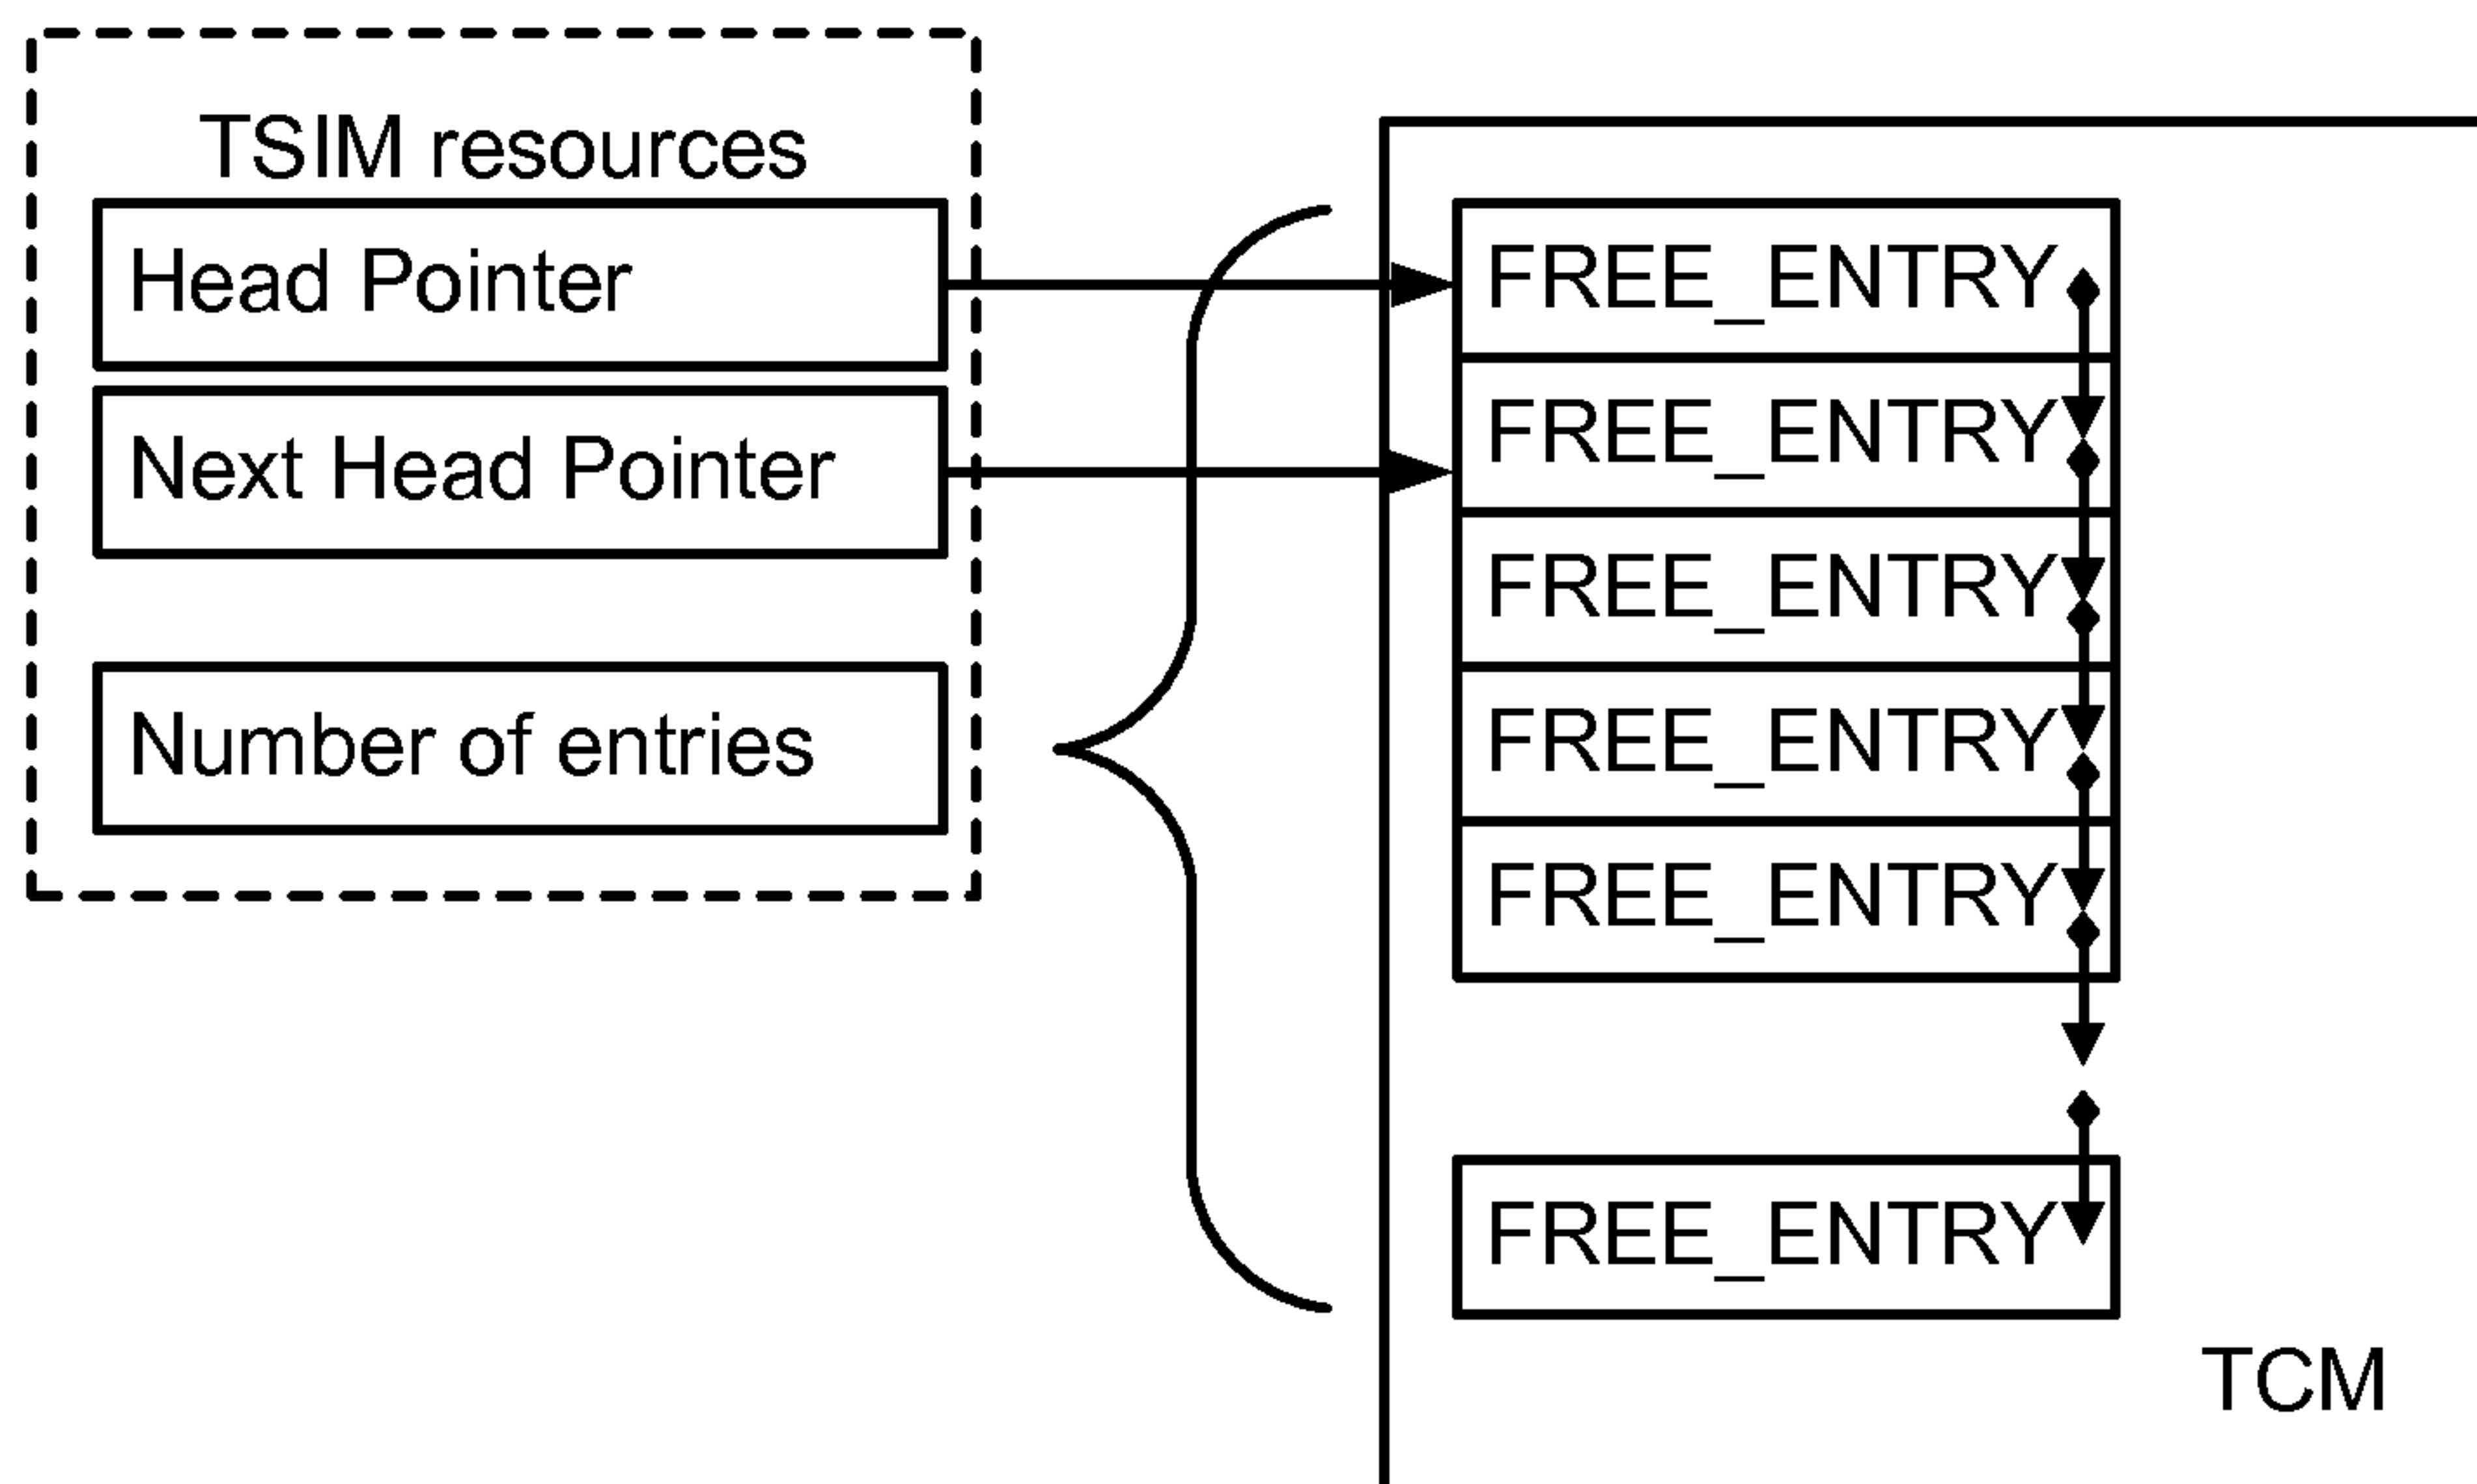 TSIM resources
Head Pointer
Next Head Pointer
Number of entries
FREE_ENTRY
FREE_ENTRY
FREE_ENTRY
FREE_ENTRY
FREE_ENTRY
FREE_ENTRY
TCM